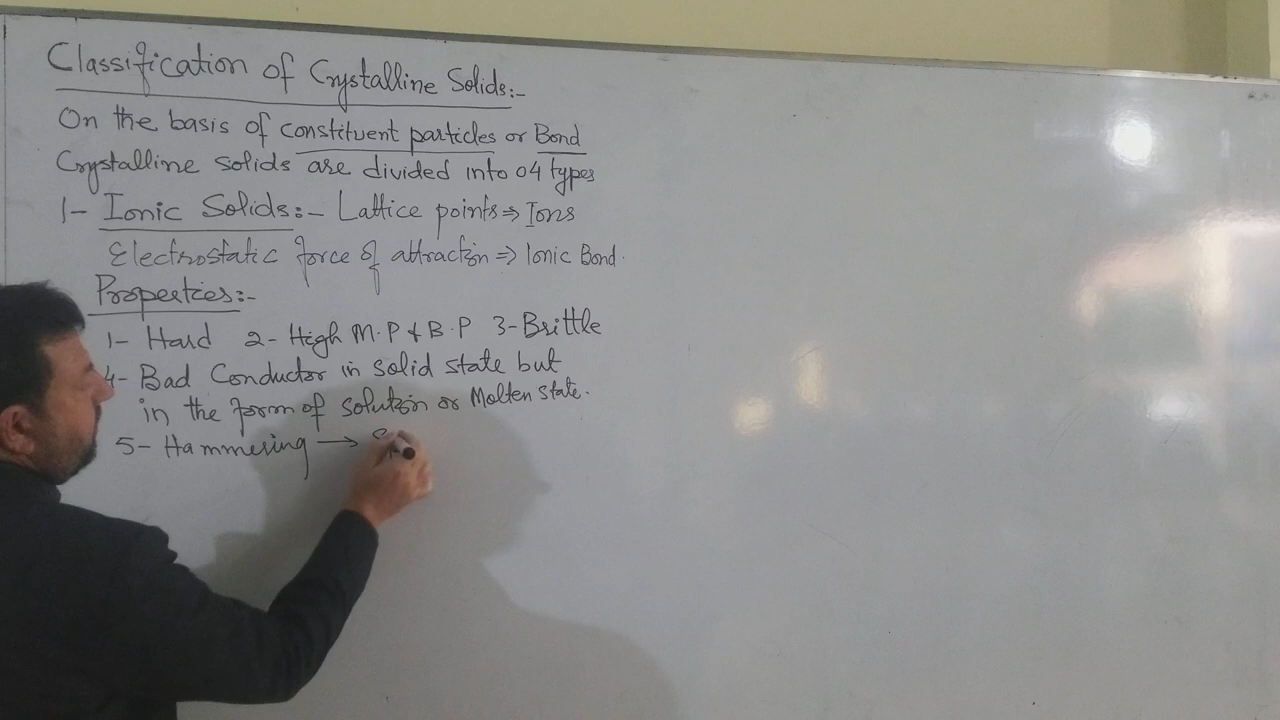 Classification of Crystalline Solids:-
On the basis of constituent particles or Bond
Crystalline solids are divided into 04 types
1- Ionic Solids:- Lattice points ⇒ Ions
Electrostatic force of attraction ⇒ Ionic Bond.
Properties:-
1- Hard 2- High M.P & B.P 3- Brittle
4- Bad Conductor in solid state but
in the form of solution or Molten state.
5- Hammering →